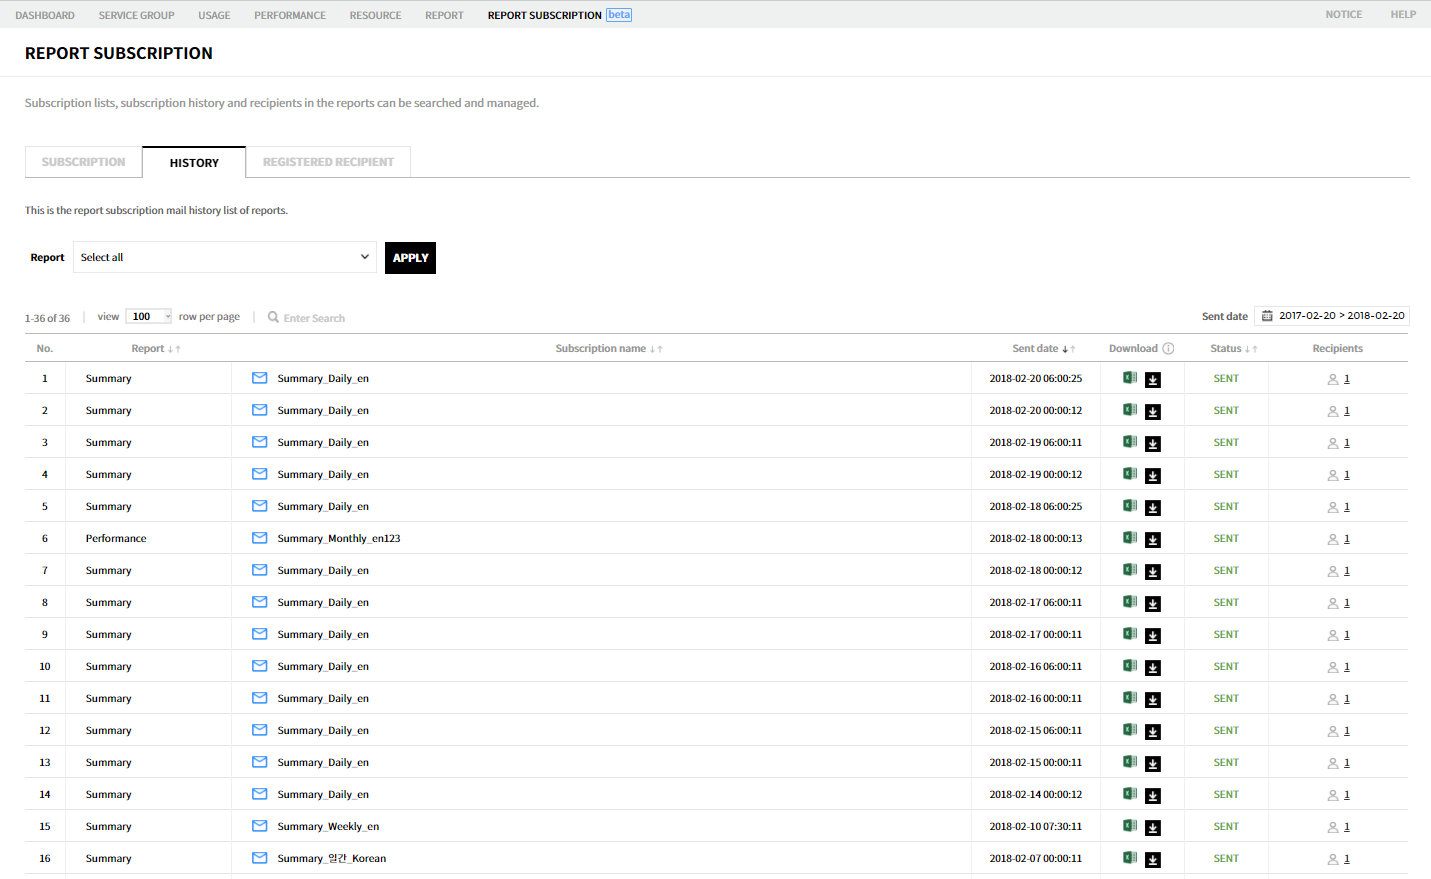 DASHBOARD SERVICE GROUP USAGE PERFORMANCE RESOURCE REPORT REPORT SUBSCRIPTION beta NOTICE HELP
REPORT SUBSCRIPTION
Subscription lists, subscription history and recipients in the reports can be searched and managed.
SUBSCRIPTION HISTORY REGISTERED RECIPIENT
This is the report subscription mail history list of reports.
Report Select all APPLY
1-36 of 36 view 100 row per page Enter Search Sent date 2017-02-20 > 2018-02-20
No. Report ↓↑ Subscription name ↓↑ Sent date ↓↑ Download Status ↓↑ Recipients
1 Summary Summary_Daily_en 2018-02-20 06:00:25 SENT 1
2 Summary Summary_Daily_en 2018-02-20 00:00:12 SENT 1
3 Summary Summary_Daily_en 2018-02-19 06:00:11 SENT 1
4 Summary Summary_Daily_en 2018-02-19 00:00:12 SENT 1
5 Summary Summary_Daily_en 2018-02-18 06:00:25 SENT 1
6 Performance Summary_Monthly_en123 2018-02-18 00:00:13 SENT 1
7 Summary Summary_Daily_en 2018-02-18 00:00:12 SENT 1
8 Summary Summary_Daily_en 2018-02-17 06:00:11 SENT 1
9 Summary Summary_Daily_en 2018-02-17 00:00:11 SENT 1
10 Summary Summary_Daily_en 2018-02-16 06:00:11 SENT 1
11 Summary Summary_Daily_en 2018-02-16 00:00:11 SENT 1
12 Summary Summary_Daily_en 2018-02-15 06:00:11 SENT 1
13 Summary Summary_Daily_en 2018-02-15 00:00:11 SENT 1
14 Summary Summary_Daily_en 2018-02-14 00:00:12 SENT 1
15 Summary Summary_Weekly_en 2018-02-10 07:30:11 SENT 1
16 Summary Summary_일간_Korean 2018-02-07 00:00:11 SENT 1